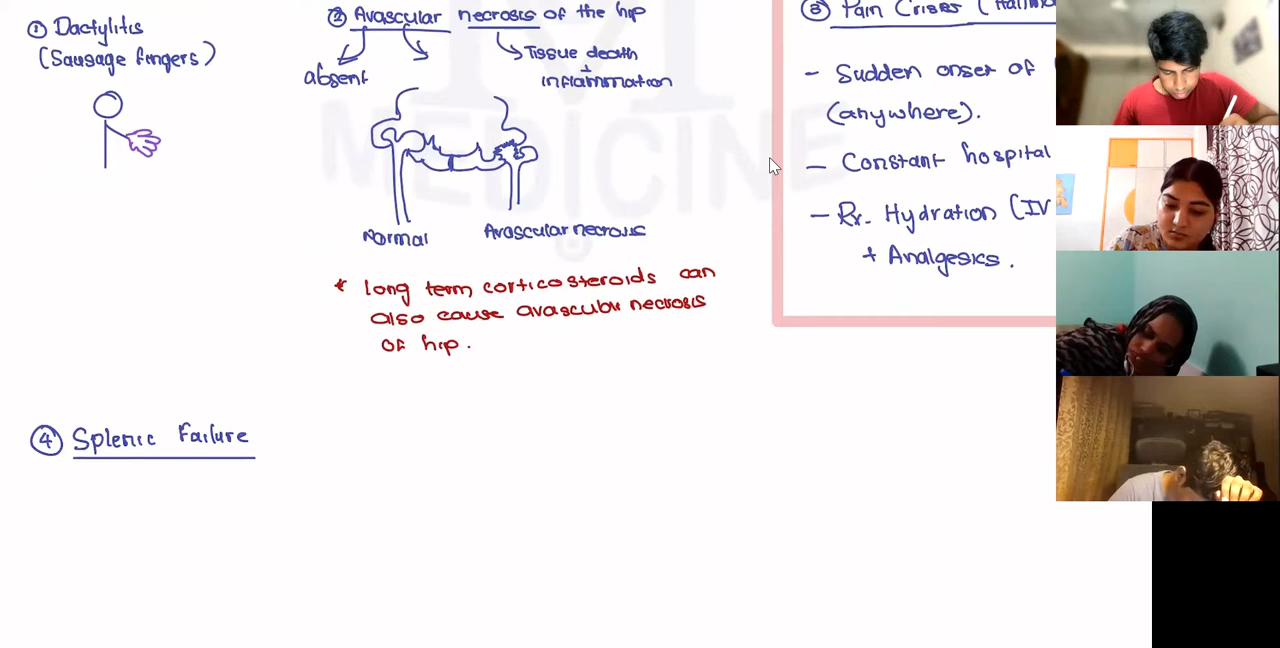 ① Dactylitis
(Sausage fingers)
② Avascular necrosis of the hip
absent
Tissue death
+
inflammation
Normal
Avascular necrosis
* long term corticosteroids can
also cause avascular necrosis
of hip.
③ Pain Crises (Hallm
- Sudden onset of
(anywhere).
- Constant hospital
- Rx. Hydration (IV
+ Analgesics.
④ Splenic Failure
MEDICINE